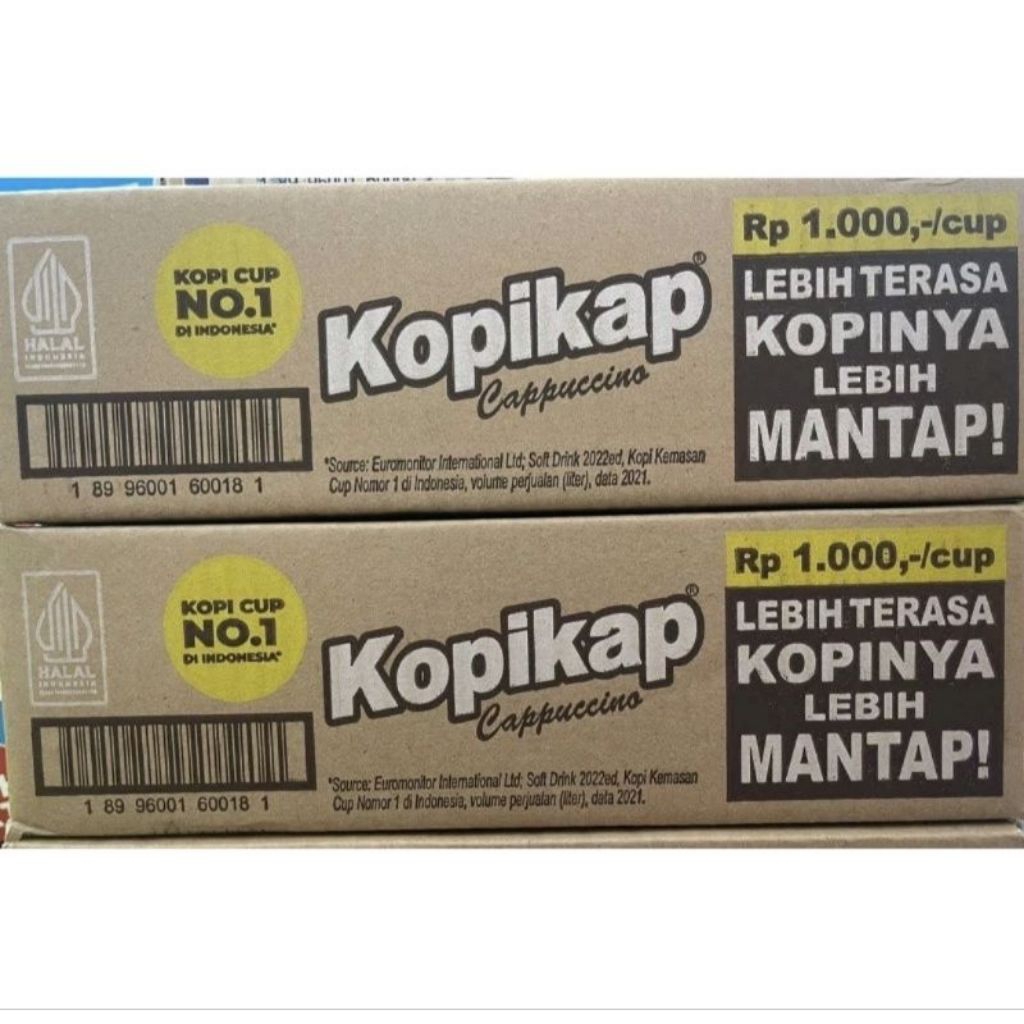 HALAL
INDONESIA
KOPI CUP
NO.1
DI INDONESIA*
Kopikap®
Cappuccino
Rp 1.000,-/cup
LEBIH TERASA
KOPINYA
LEBIH
MANTAP!
1 89 96001 60018 1
*Source: Euromonitor International Ltd; Soft Drink 2022ed, Kopi Kemasan
Cup Nomor 1 di Indonesia, volume perjualan (liter), data 2021.
HALAL
INDONESIA
KOPI CUP
NO.1
DI INDONESIA*
Kopikap®
Cappuccino
Rp 1.000,-/cup
LEBIH TERASA
KOPINYA
LEBIH
MANTAP!
1 89 96001 60018 1
*Source: Euromonitor International Ltd; Soft Drink 2022ed, Kopi Kemasan
Cup Nomor 1 di Indonesia, volume perjualan (liter), data 2021.